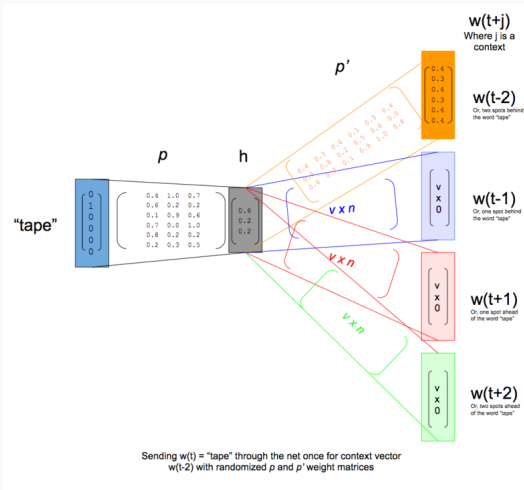 w(t+j)
Where j is a
context
p'
0.4
0.3
0.4
0.3
0.4
0.4
w(t-2)
Or, two spots behind
the word "tape"
p
h
"tape"
0
1
0
0
0
0
0.4 1.0 0.7
0.6 0.2 0.2
0.1 0.9 0.6
0.7 0.0 1.0
0.8 0.2 0.2
0.2 0.3 0.5
0.6
0.2
0.2
v x n
v
x
0
w(t-1)
Or, one spot behind
the word "tape"
v x n
v
x
0
w(t+1)
Or, one spot ahead
of the word "tape"
v x n
v
x
0
w(t+2)
Or, two spots ahead
of the word "tape"
Sending w(t) = "tape" through the net once for context vector
w(t-2) with randomized p and p' weight matrices